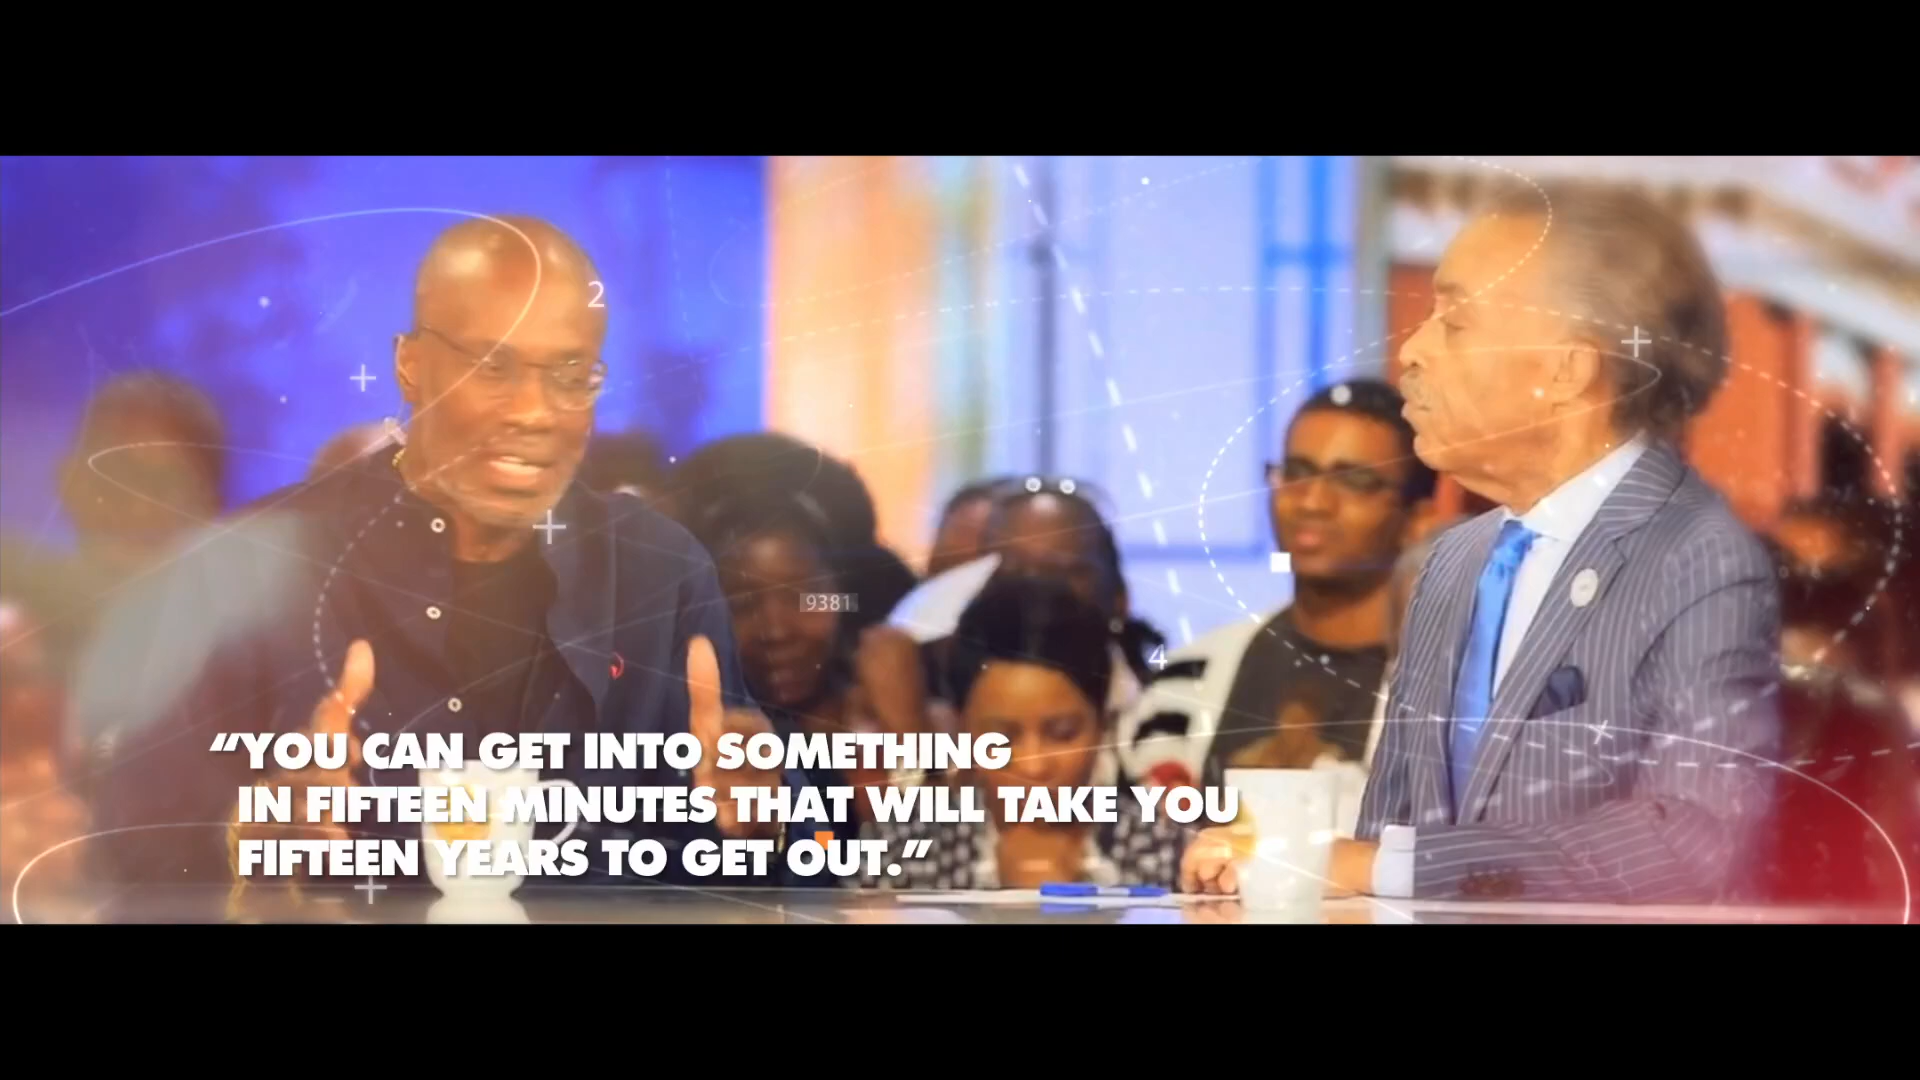 2
9381
4
“YOU CAN GET INTO SOMETHING
IN FIFTEEN MINUTES THAT WILL TAKE YOU
FIFTEEN YEARS TO GET OUT.”